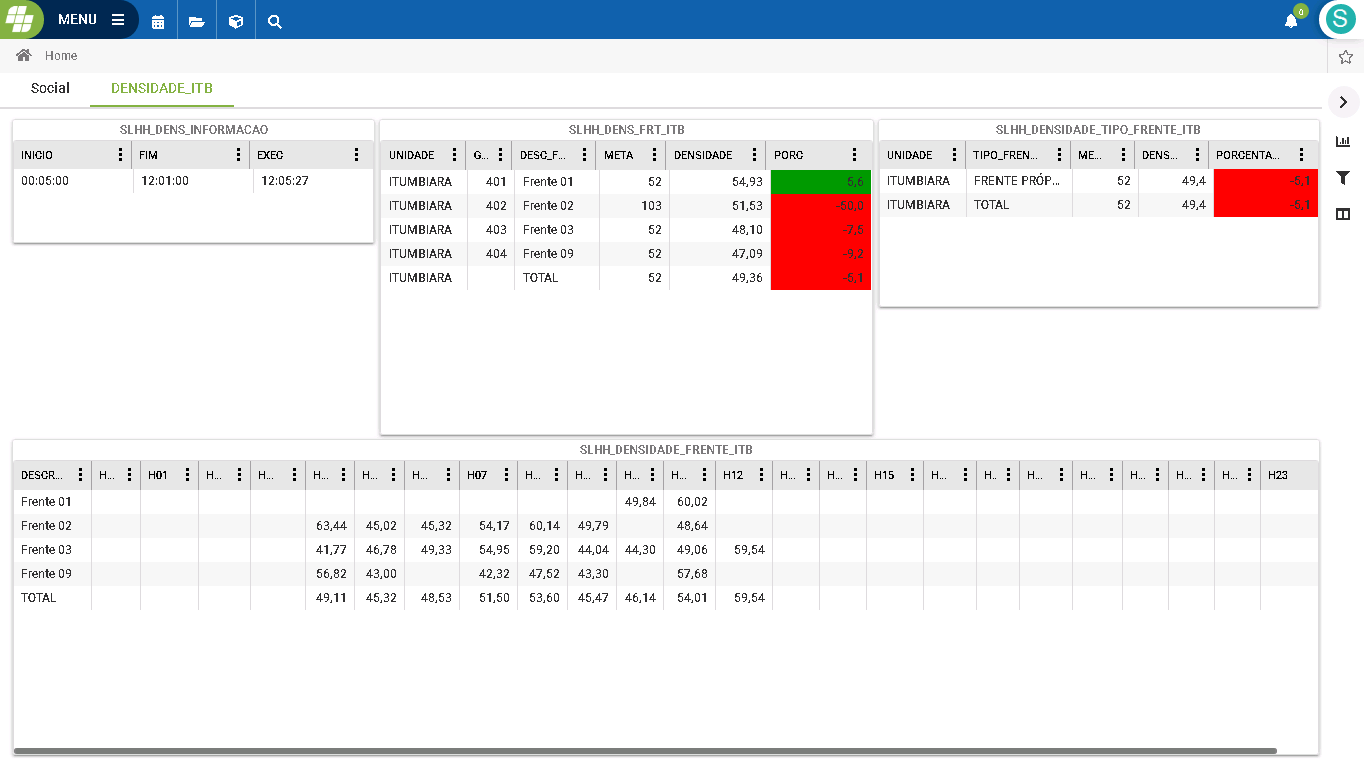 MENU
0
S
Home
Social DENSIDADE_ITB
SLHH_DENS_INFORMACAO
INICIO FIM EXEC
00:05:00 12:01:00 12:05:27
SLHH_DENS_FRT_ITB
UNIDADE G... DESC_F... META DENSIDADE PORC
ITUMBIARA 401 Frente 01 52 54,93 5,6
ITUMBIARA 402 Frente 02 103 51,53 -50,0
ITUMBIARA 403 Frente 03 52 48,10 -7,5
ITUMBIARA 404 Frente 09 52 47,09 -9,2
ITUMBIARA TOTAL 52 49,36 -5,1
SLHH_DENSIDADE_TIPO_FRENTE_ITB
UNIDADE TIPO_FREN... ME... DENS... PORCENTA...
ITUMBIARA FRENTE PRÓP... 52 49,4 -5,1
ITUMBIARA TOTAL 52 49,4 -5,1
SLHH_DENSIDADE_FRENTE_ITB
DESCR... H... H01 H... H... H... H... H... H07 H... H... H... H... H12 H... H... H15 H... H... H... H... H... H... H... H23
Frente 01 49,84 60,02
Frente 02 63,44 45,02 45,32 54,17 60,14 49,79 48,64
Frente 03 41,77 46,78 49,33 54,95 59,20 44,04 44,30 49,06 59,54
Frente 09 56,82 43,00 42,32 47,52 43,30 57,68
TOTAL 49,11 45,32 48,53 51,50 53,60 45,47 46,14 54,01 59,54